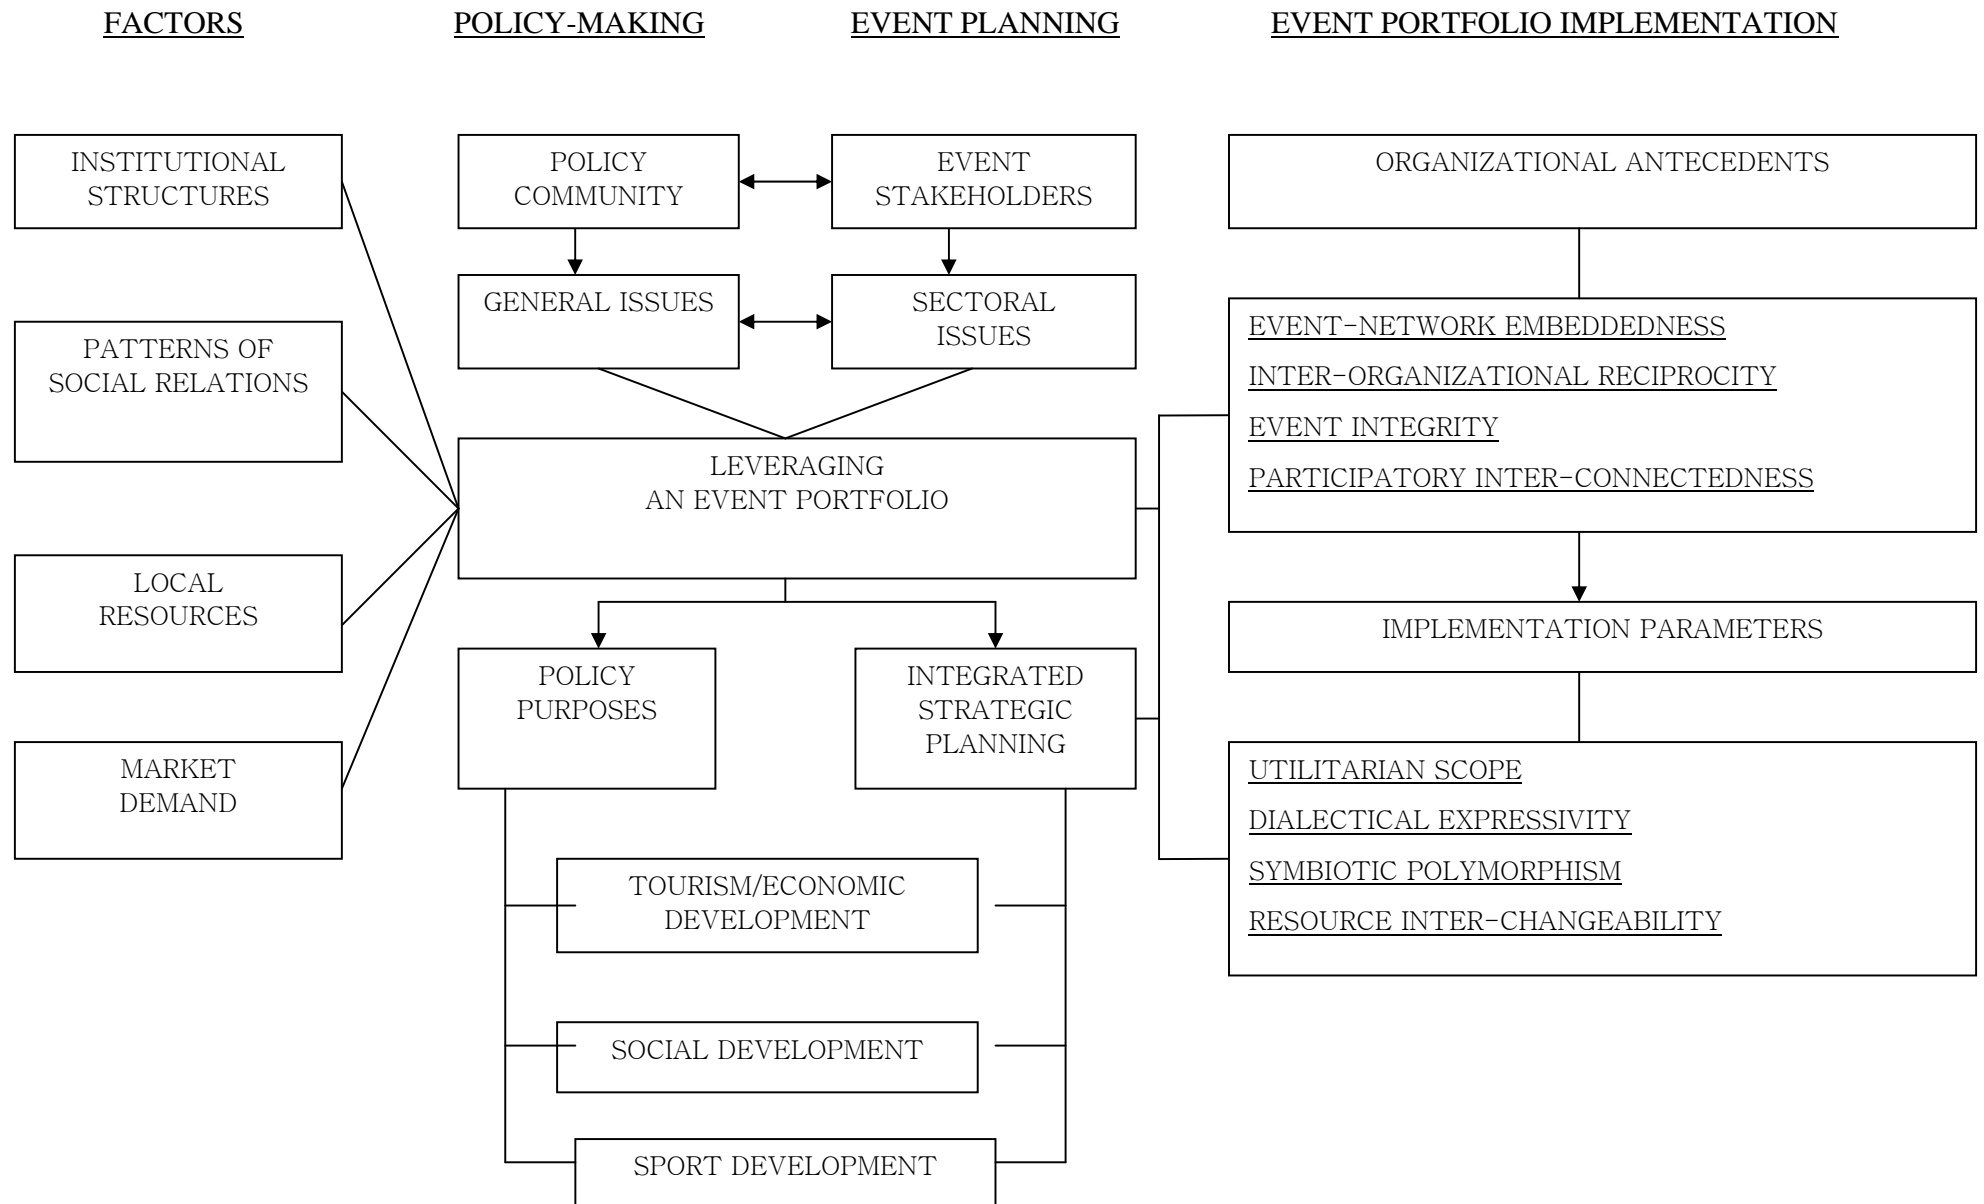 FACTORS
POLICY-MAKING
EVENT PLANNING
EVENT PORTFOLIO IMPLEMENTATION
INSTITUTIONAL
STRUCTURES
PATTERNS OF
SOCIAL RELATIONS
LOCAL
RESOURCES
MARKET
DEMAND
POLICY
COMMUNITY
EVENT
STAKEHOLDERS
GENERAL ISSUES
SECTORAL
ISSUES
LEVERAGING
AN EVENT PORTFOLIO
POLICY
PURPOSES
INTEGRATED
STRATEGIC
PLANNING
TOURISM/ECONOMIC
DEVELOPMENT
SOCIAL DEVELOPMENT
SPORT DEVELOPMENT
ORGANIZATIONAL ANTECEDENTS
EVENT-NETWORK EMBEDDEDNESS
INTER-ORGANIZATIONAL RECIPROCITY
EVENT INTEGRITY
PARTICIPATORY INTER-CONNECTEDNESS
IMPLEMENTATION PARAMETERS
UTILITARIAN SCOPE
DIALECTICAL EXPRESSIVITY
SYMBIOTIC POLYMORPHISM
RESOURCE INTER-CHANGEABILITY